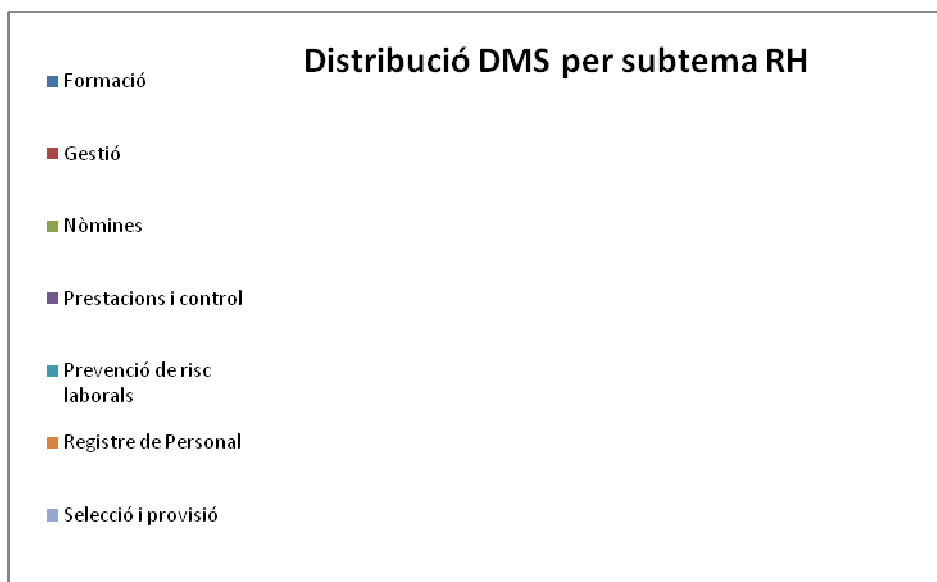 Distribució DMS per subtema RH
Formació
Gestió
Nòmines
Prestacions i control
Prevenció de risc
laborals
Registre de Personal
Selecció i provisió